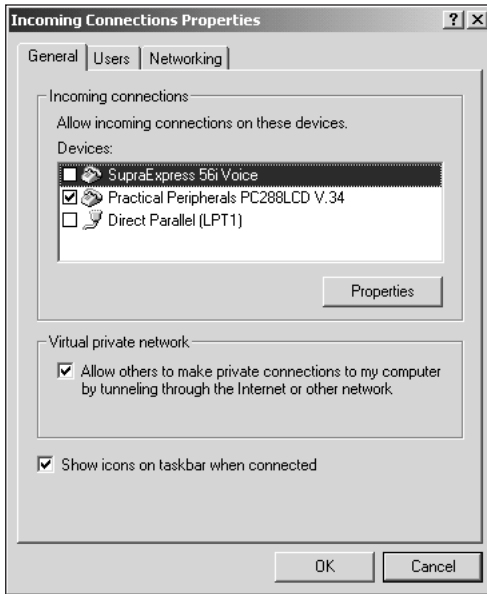 Incoming Connections Properties
General Users Networking
Incoming connections
Allow incoming connections on these devices.
Devices:
SupraExpress 56i Voice
Practical Peripherals PC288LCD V.34
Direct Parallel (LPT1)
Properties
Virtual private network
Allow others to make private connections to my computer
by tunneling through the Internet or other network
Show icons on taskbar when connected
OK Cancel